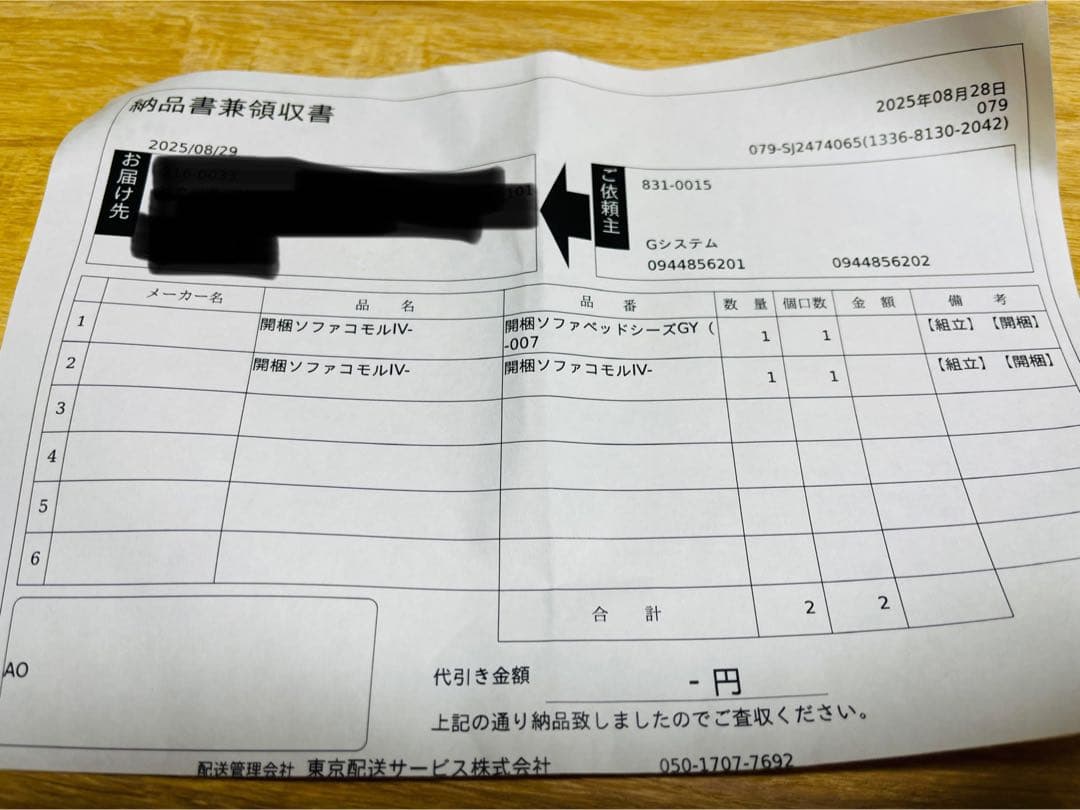 納品書兼領収書
2025年08月28日
079
079-SJ2474065(1336-8130-2042)
2025/08/29
お届け先
101
ご依頼主
831-0015
Gシステム
0944856201 0944856202
メーカー名 品 名 品 番 数 量 個口数 金 額 備 考
1 開梱ソファコモルIV- 開梱ソファベッドシーズGY（
-007 1 1 【組立】【開梱】
2 開梱ソファコモルIV- 開梱ソファコモルIV- 1 1 【組立】【開梱】
3
4
5
6
合 計 2 2
AO
代引き金額 - 円
上記の通り納品致しましたのでご査収ください。
配送管理会社 東京配送サービス株式会社 050-1707-7692